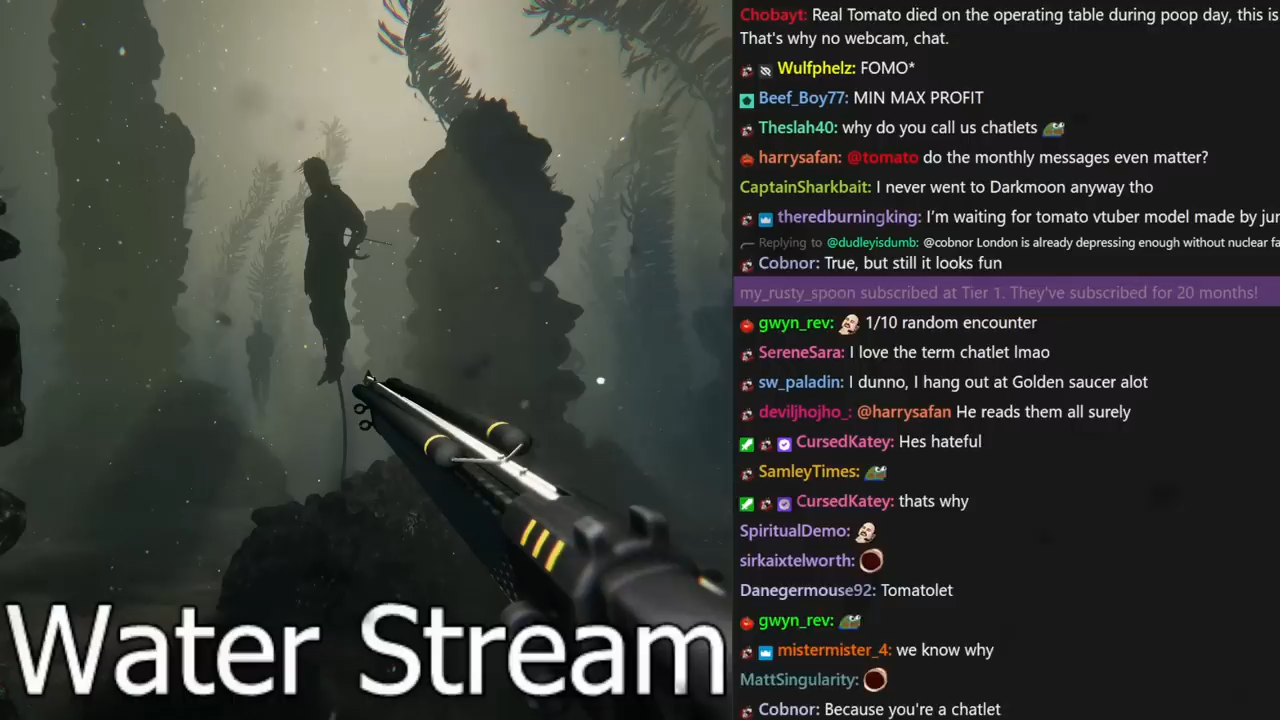 Chobayt: Real Tomato died on the operating table during poop day, this is
That's why no webcam, chat.
Wulfphelz: FOMO*
Beef_Boy77: MIN MAX PROFIT
Theslah40: why do you call us chatlets
harrysafan: @tomato do the monthly messages even matter?
CaptainSharkbait: I never went to Darkmoon anyway tho
theredburningking: I'm waiting for tomato vtuber model made by jur
Replying to @dudleyisdumb: @cobnor London is already depressing enough without nuclear fa
Cobnor: True, but still it looks fun
my_rusty_spoon subscribed at Tier 1. They've subscribed for 20 months!
gwyn_rev: 1/10 random encounter
SereneSara: I love the term chatlet lmao
sw_paladin: I dunno, I hang out at Golden saucer alot
deviljhojho_: @harrysafan He reads them all surely
CursedKatey: Hes hateful
SamleyTimes:
CursedKatey: thats why
SpiritualDemo:
sirkaixtelworth:
Danegermouse92: Tomatolet
gwyn_rev:
mistermister_4: we know why
MattSingularity:
Cobnor: Because you're a chatlet
Water Stream